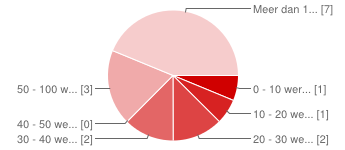 Meer dan 1... [7]
50 - 100 w... [3]
0 - 10 wer... [1]
10 - 20 we... [1]
40 - 50 we... [0]
30 - 40 we... [2]
20 - 30 we... [2]